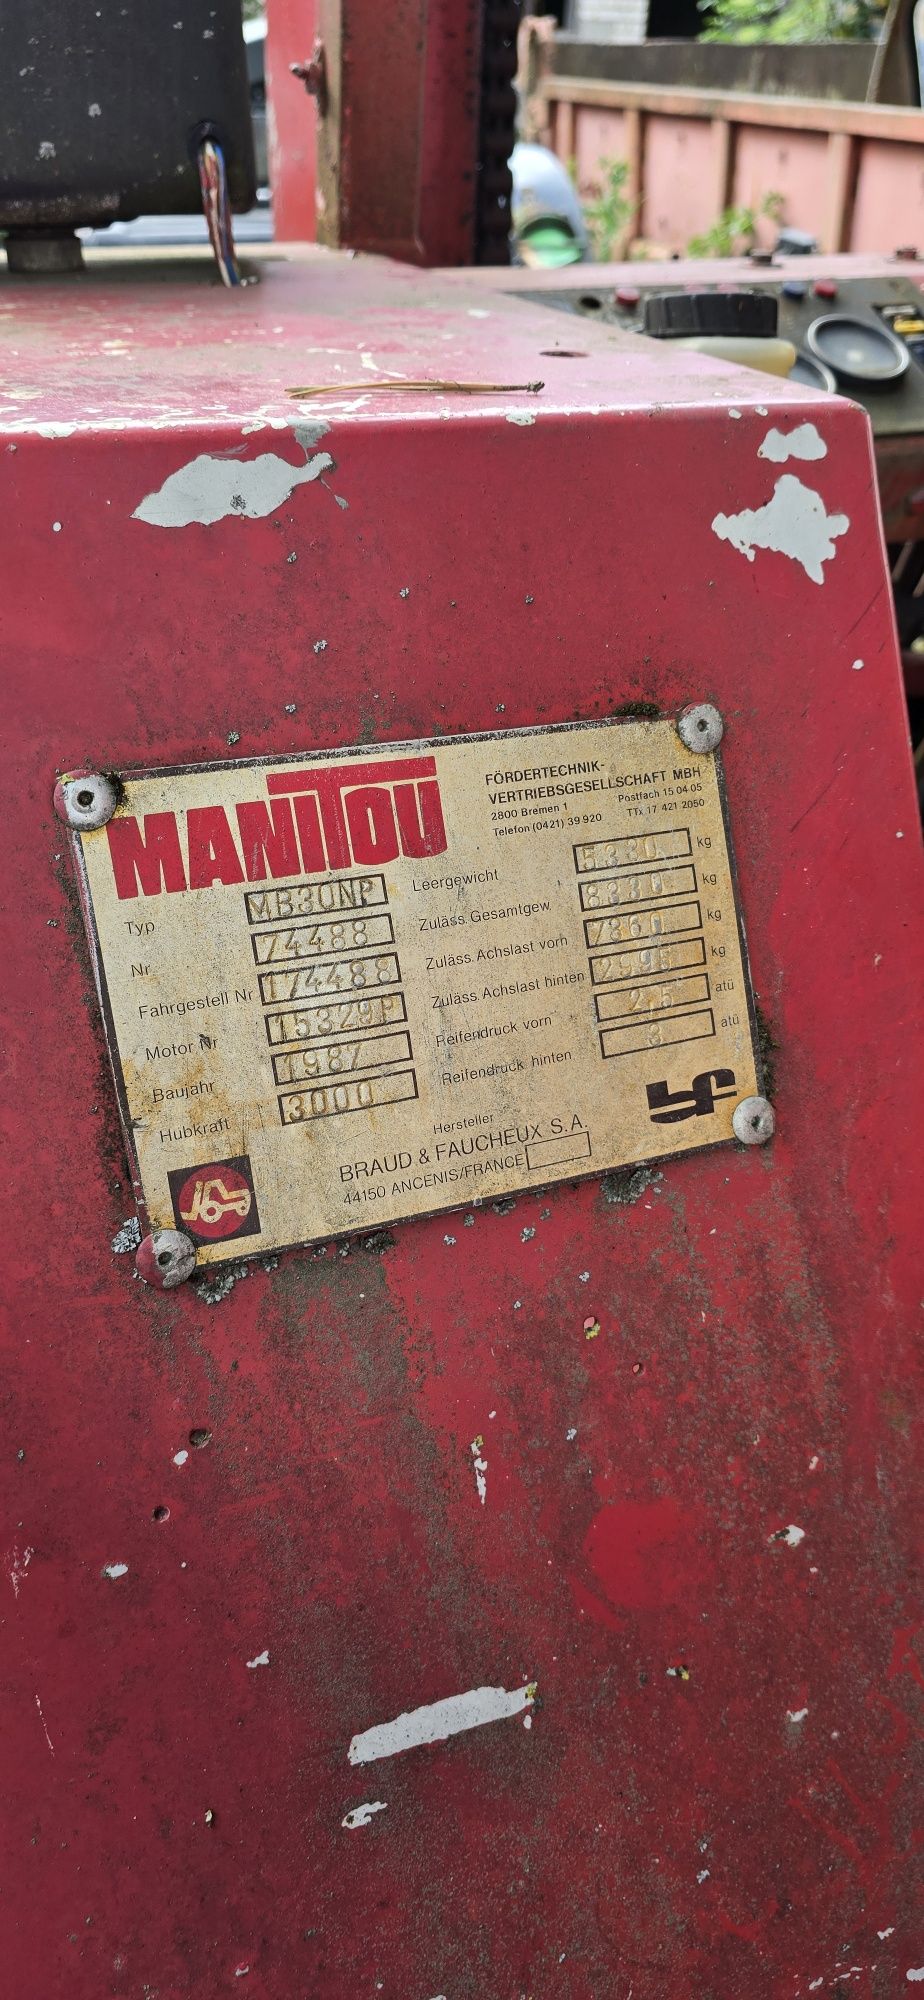 MANITOU
FÖRDERTECHNIK-
VERTRIEBSGESELLSCHAFT MBH
2800 Bremen 1 Postfach 15 04 05
Telefon (0421) 39 920 TTx 17 421 2050
Typ MB30NP
Nr 74488
Fahrgestell Nr 174488
Motor Nr 15329P
Baujahr 1987
Hubkraft 3000
Leergewicht 5330 kg
Zuläss. Gesamtgew. 8330 kg
Zuläss. Achslast vorn 7860 kg
Zuläss. Achslast hinten 2995 kg
Reifendruck vorn 2,5 atü
Reifendruck hinten 3 atü
Hersteller
BRAUD & FAUCHEUX S.A.
44150 ANCENIS/FRANCE